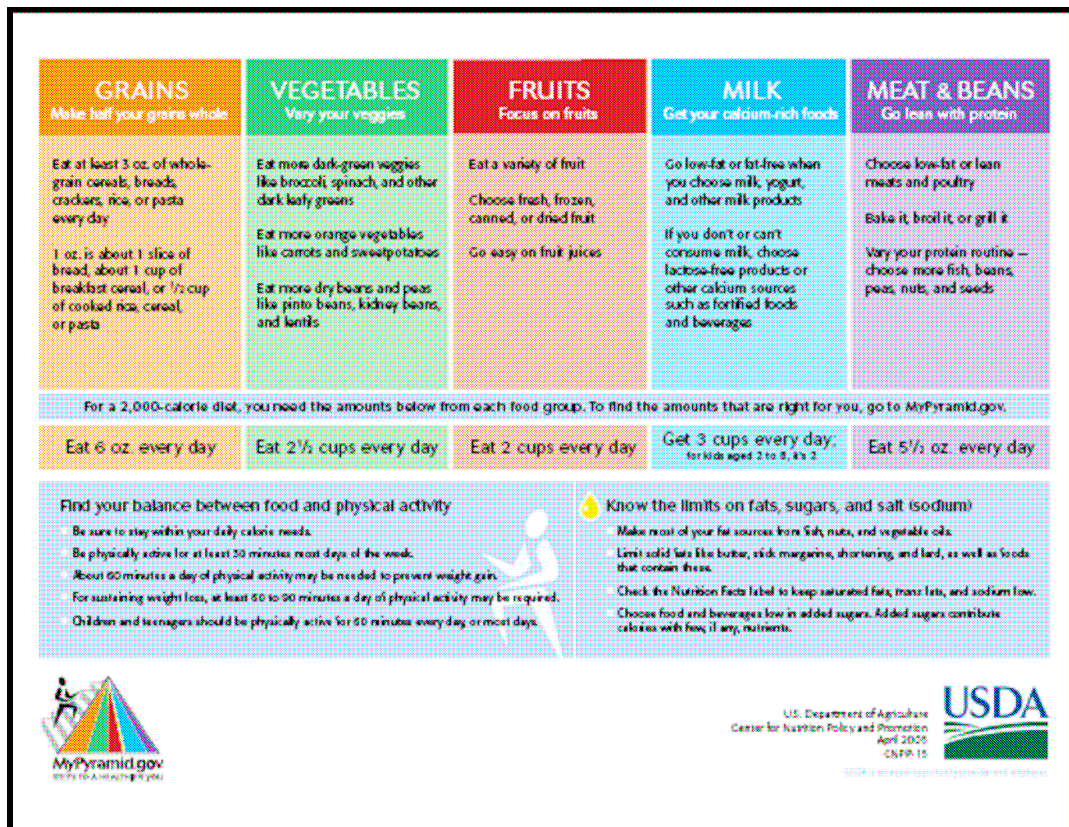 GRAINS
Make half your grains whole
VEGETABLES
Vary your veggies
FRUITS
Focus on fruits
MILK
Get your calcium-rich foods
MEAT & BEANS
Go lean with protein
Eat at least 3 oz. of whole-
grain cereals, breads,
crackers, rice, or pasta
every day
1 oz. is about 1 slice of
bread, about 1 cup of
breakfast cereal, or ½ cup
of cooked rice, cereal,
or pasta
Eat more dark-green veggies
like broccoli, spinach, and other
dark leafy greens
Eat more orange vegetables
like carrots and sweetpotatoes
Eat more dry beans and peas
like pinto beans, kidney beans,
and lentils
Eat a variety of fruit
Choose fresh, frozen,
canned, or dried fruit
Go easy on fruit juices
Go low-fat or fat-free when
you choose milk, yogurt,
and other milk products
If you don't or can't
consume milk, choose
lactose-free products or
other calcium sources
such as fortified foods
and beverages
Choose low-fat or lean
meats and poultry
Bake it, broil it, or grill it
Vary your protein routine –
choose more fish, beans,
peas, nuts, and seeds
For a 2,000-calorie diet, you need the amounts below from each food group. To find the amounts that are right for you, go to MyPyramid.gov.
Eat 6 oz. every day
Eat 2½ cups every day
Eat 2 cups every day
Get 3 cups every day;
for kids aged 2 to 8, it's 2
Eat 5½ oz. every day
Find your balance between food and physical activity
Be sure to stay within your daily calorie needs.
Be physically active for at least 30 minutes most days of the week.
About 60 minutes a day of physical activity may be needed to prevent weight gain.
For sustaining weight loss, at least 60 to 90 minutes a day of physical activity may be required.
Children and teenagers should be physically active for 60 minutes every day, or most days.
Know the limits on fats, sugars, and salt (sodium)
Make most of your fat sources from fish, nuts, and vegetable oils.
Limit solid fats like butter, stick margarine, shortening, and lard, as well as foods
that contain these.
Check the Nutrition Facts label to keep saturated fats, trans fats, and sodium low.
Choose food and beverages low in added sugars. Added sugars contribute
calories with few, if any, nutrients.
MyPyramid.gov
STEPS TO A HEALTHIER YOU
U.S. Department of Agriculture
Center for Nutrition Policy and Promotion
April 2005
CNPP-15
USDA
USDA is an equal opportunity provider and employer.